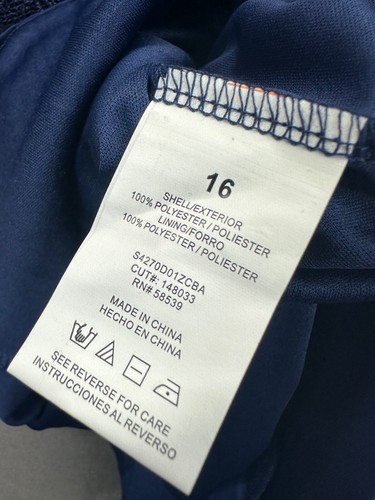 16
SHELL/EXTERIOR
100% POLYESTER / POLIESTER
LINING/FORRO
100% POLYESTER / POLIESTER
S4270D01ZCBA
CUT#: 148033
RN# 58539
MADE IN CHINA
HECHO EN CHINA
SEE REVERSE FOR CARE
INSTRUCCIONES AL REVERSO